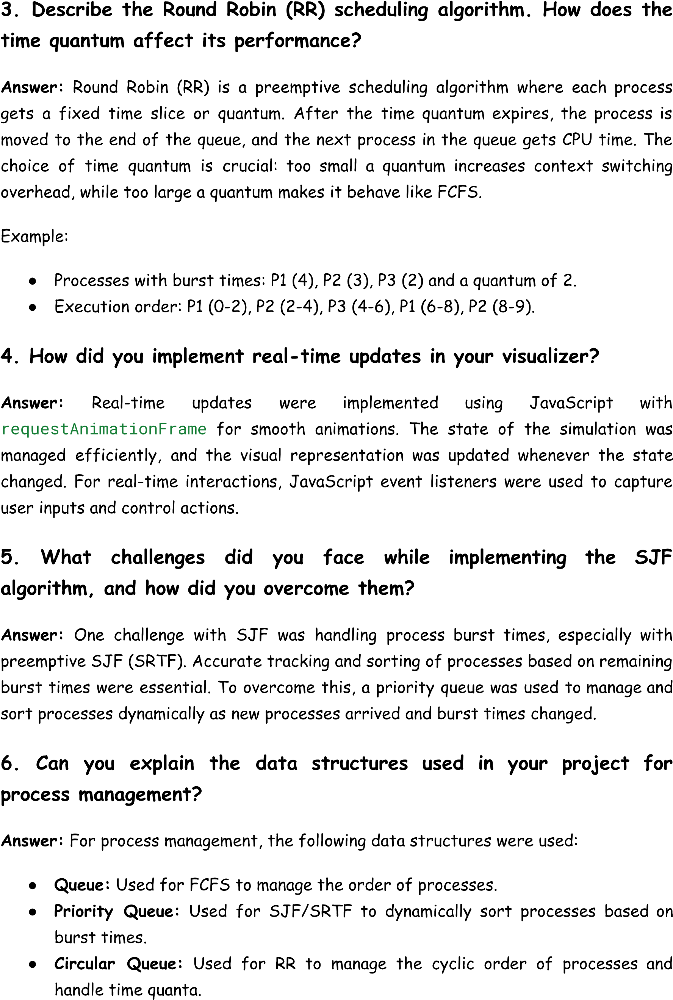 3. Describe the Round Robin (RR) scheduling algorithm. How does the
time quantum affect its performance?
Answer: Round Robin (RR) is a preemptive scheduling algorithm where each process
gets a fixed time slice or quantum. After the time quantum expires, the process is
moved to the end of the queue, and the next process in the queue gets CPU time. The
choice of time quantum is crucial: too small a quantum increases context switching
overhead, while too large a quantum makes it behave like FCFS.
Example:
● Processes with burst times: P1 (4), P2 (3), P3 (2) and a quantum of 2.
● Execution order: P1 (0-2), P2 (2-4), P3 (4-6), P1 (6-8), P2 (8-9).
4. How did you implement real-time updates in your visualizer?
Answer: Real-time updates were implemented using JavaScript with
requestAnimationFrame for smooth animations. The state of the simulation was
managed efficiently, and the visual representation was updated whenever the state
changed. For real-time interactions, JavaScript event listeners were used to capture
user inputs and control actions.
5. What challenges did you face while implementing the SJF
algorithm, and how did you overcome them?
Answer: One challenge with SJF was handling process burst times, especially with
preemptive SJF (SRTF). Accurate tracking and sorting of processes based on remaining
burst times were essential. To overcome this, a priority queue was used to manage and
sort processes dynamically as new processes arrived and burst times changed.
6. Can you explain the data structures used in your project for
process management?
Answer: For process management, the following data structures were used:
● Queue: Used for FCFS to manage the order of processes.
● Priority Queue: Used for SJF/SRTF to dynamically sort processes based on
burst times.
● Circular Queue: Used for RR to manage the cyclic order of processes and
handle time quanta.